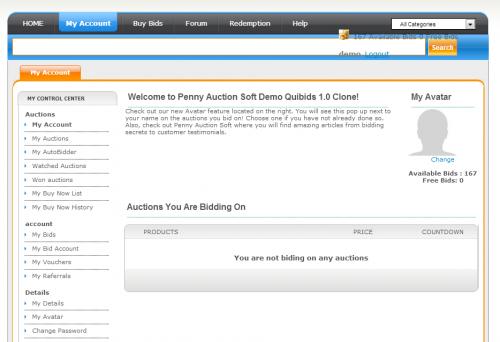 HOME My Account Buy Bids Forum Redemption Help All Categories
167 Available Bids 0 Free Bids
Search
demo Logout
My Account
MY CONTROL CENTER
Auctions
My Account
My Auctions
My AutoBidder
Watched Auctions
Won auctions
My Buy Now List
My Buy Now History
account
My Bids
My Bid Account
My Vouchers
My Referrals
Details
My Details
My Avatar
Change Password
Welcome to Penny Auction Soft Demo Quibids 1.0 Clone!
Check out our new Avatar feature located on the right. You will see this pop up next to
your name on the auctions you bid on! Choose one if you have not already done so.
Also, check out Penny Auction Soft where you will find amazing articles from bidding
secrets to customer testimonials.
My Avatar
Change
Available Bids : 167
Free Bids: 0
Auctions You Are Bidding On
PRODUCTS PRICE COUNTDOWN
You are not biding on any auctions